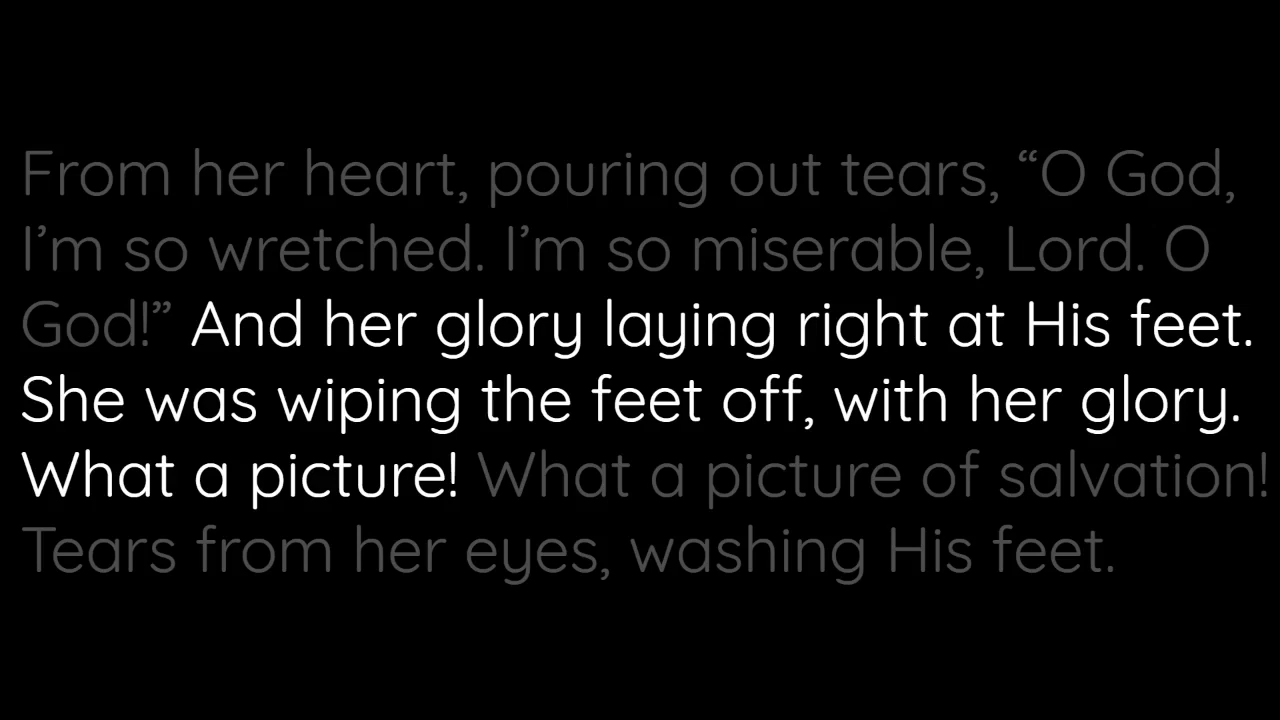 From her heart, pouring out tears, “O God,
I’m so wretched. I’m so miserable, Lord. O
God!” And her glory laying right at His feet.
She was wiping the feet off, with her glory.
What a picture! What a picture of salvation!
Tears from her eyes, washing His feet.